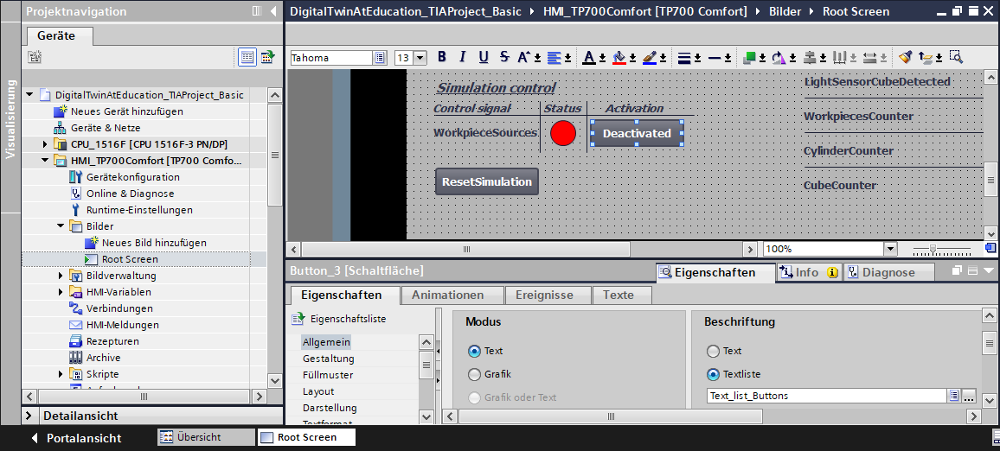 Projektnavigation
Geräte
Visualisierung
DigitalTwinAtEducation_TIAProject_Basic
Neues Gerät hinzufügen
Geräte & Netze
CPU_1516F [CPU 1516F-3 PN/DP]
HMI_TP700Comfort [TP700 Comfo...
Gerätekonfiguration
Online & Diagnose
Runtime-Einstellungen
Bilder
Neues Bild hinzufügen
Root Screen
Bildverwaltung
HMI-Variablen
Verbindungen
HMI-Meldungen
Rezepturen
Archive
Skripte
Detailansicht
DigitalTwinAtEducation_TIAProject_Basic HMI_TP700Comfort [TP700 Comfort] Bilder Root Screen
Tahoma 13 B I U S A A
Simulation control
Control signal Status Activation
WorkpieceSources Deactivated
ResetSimulation
LightSensorCubeDetected
WorkpiecesCounter
CylinderCounter
CubeCounter
100%
Button_3 [Schaltfläche]
Eigenschaften Info Diagnose
Eigenschaften Animationen Ereignisse Texte
Eigenschaftsliste
Allgemein
Gestaltung
Füllmuster
Layout
Darstellung
Textformat
Modus
Text
Grafik
Grafik oder Text
Beschriftung
Text
Textliste
Text_list_Buttons
...
Portalansicht Übersicht Root Screen